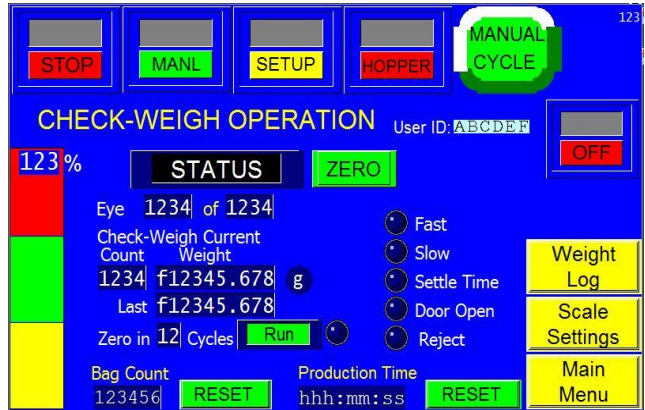 123
STOP
MANL
SETUP
HOPPER
MANUAL
CYCLE
CHECK-WEIGH OPERATION
User ID: ABCDEF
OFF
123 %
STATUS
ZERO
Eye 1234 of 1234
Fast
Check-Weigh Current
Count Weight
Slow
Weight
Log
1234 f12345.678 g
Settle Time
Last f12345.678
Door Open
Scale
Settings
Zero in 12 Cycles Run
Reject
Bag Count
Production Time
Main
Menu
123456 RESET
hhh:mm:ss RESET